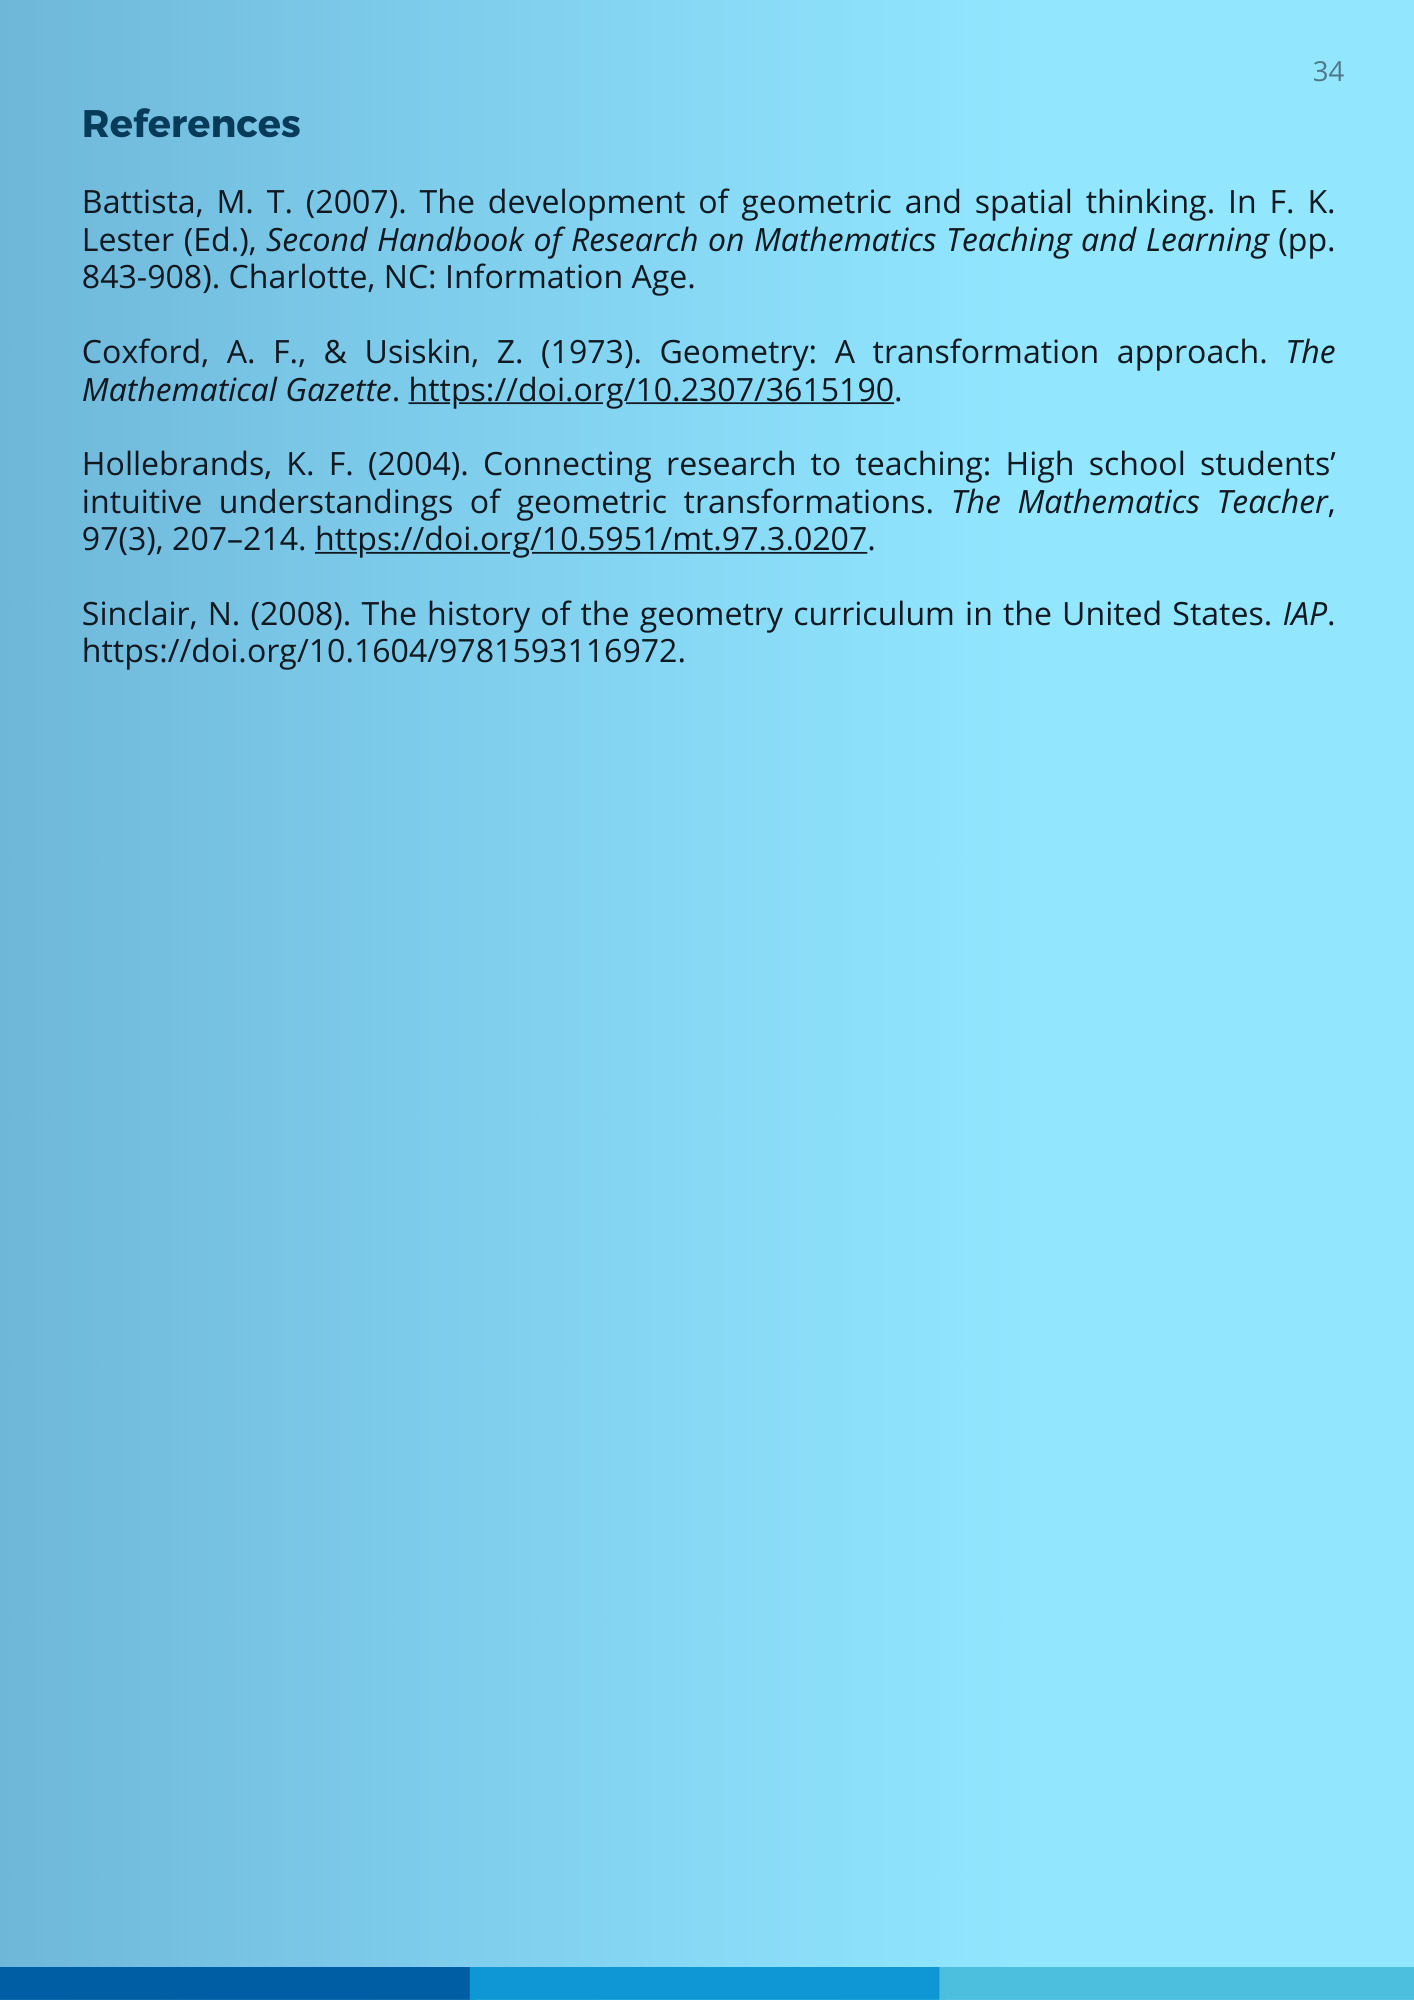 34
References
Battista, M. T. (2007). The development of geometric and spatial thinking. In F. K.
Lester (Ed.), Second Handbook of Research on Mathematics Teaching and Learning (pp.
843-908). Charlotte, NC: Information Age.
Coxford, A. F., & Usiskin, Z. (1973). Geometry: A transformation approach. The
Mathematical Gazette. https://doi.org/10.2307/3615190.
Hollebrands, K. F. (2004). Connecting research to teaching: High school students’
intuitive understandings of geometric transformations. The Mathematics Teacher,
97(3), 207–214. https://doi.org/10.5951/mt.97.3.0207.
Sinclair, N. (2008). The history of the geometry curriculum in the United States. IAP.
https://doi.org/10.1604/9781593116972.